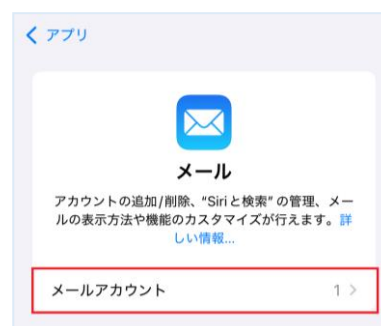 アプリ
メール
アカウントの追加/削除、"Siriと検索" の管理、メー
ルの表示方法や機能のカスタマイズが行えます。詳
しい情報...
メールアカウント 1